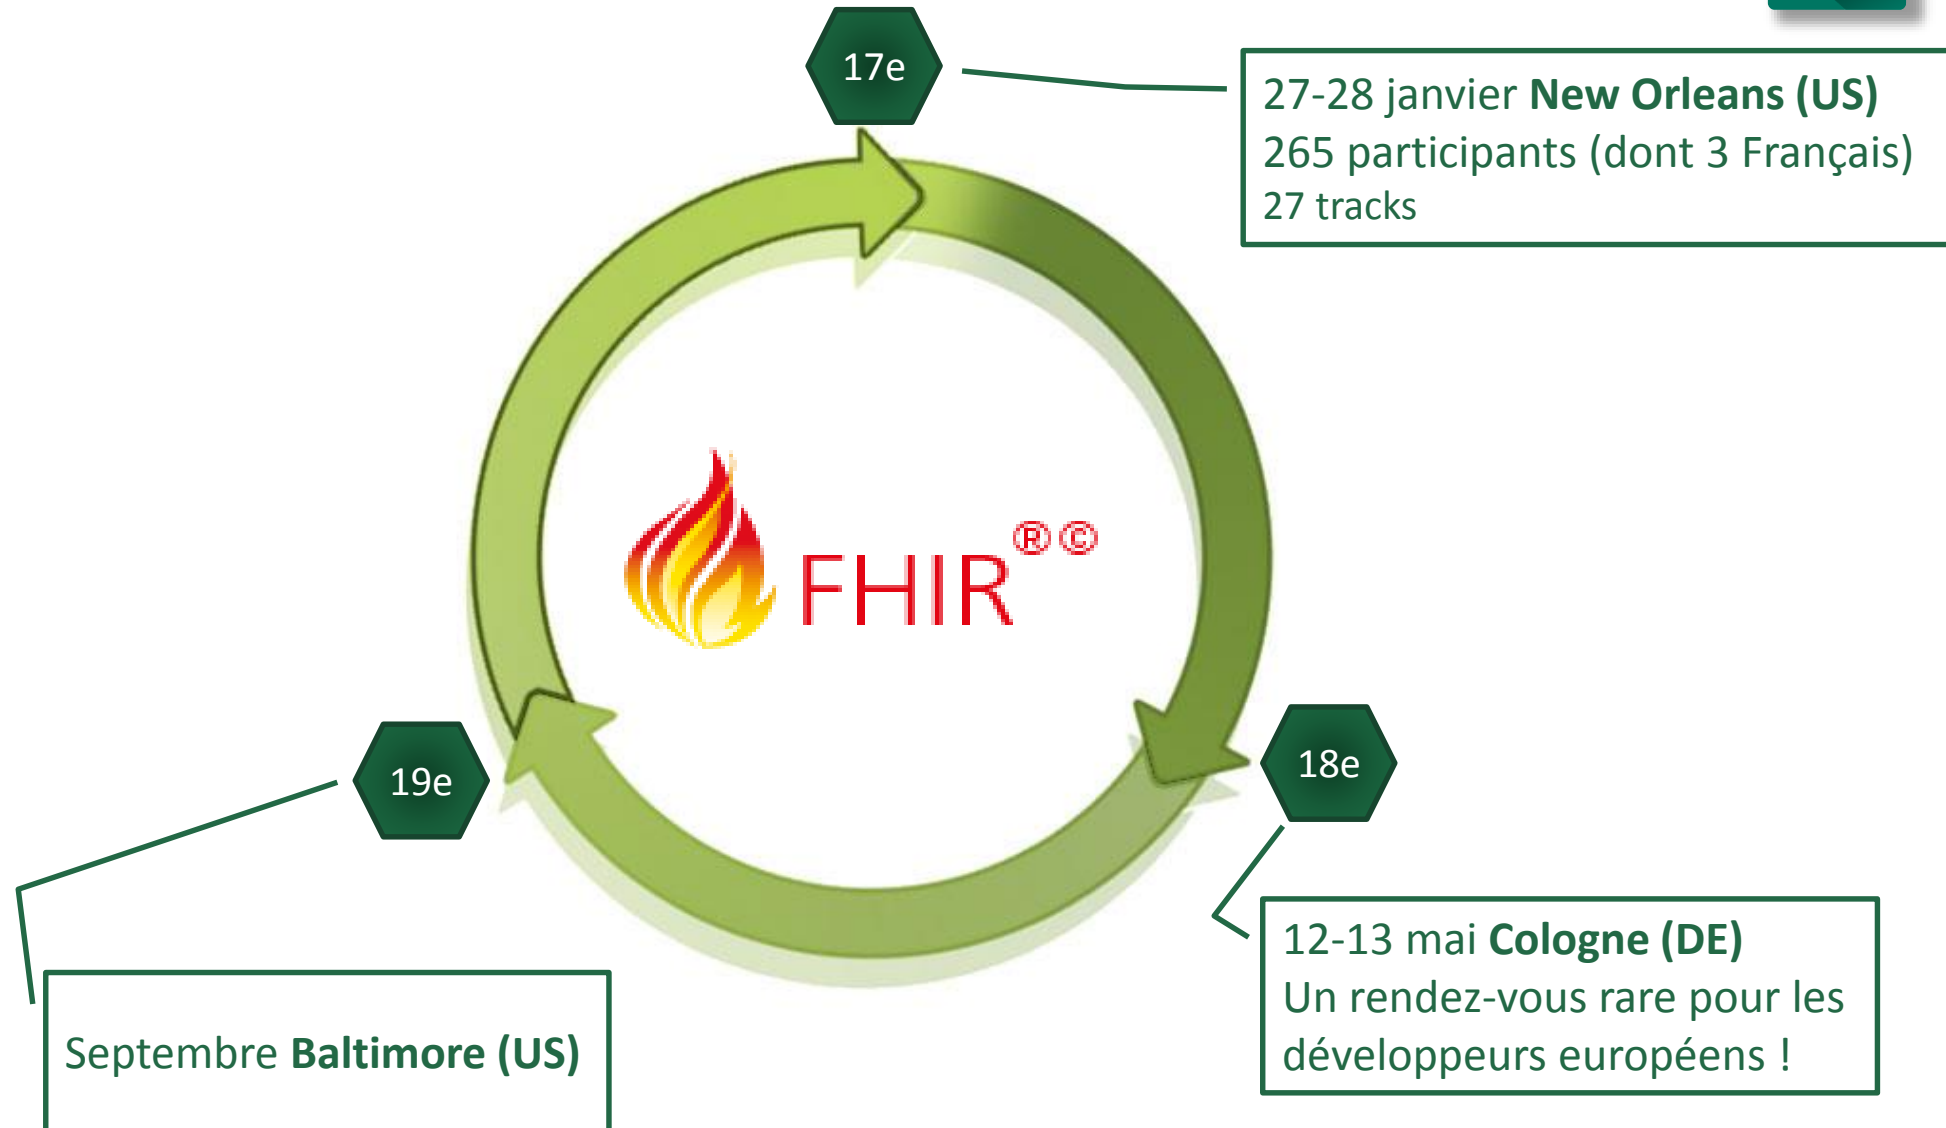 17e
27-28 janvier New Orleans (US)
265 participants (dont 3 Français)
27 tracks
FHIR®©
18e
12-13 mai Cologne (DE)
Un rendez-vous rare pour les
développeurs européens !
19e
Septembre Baltimore (US)